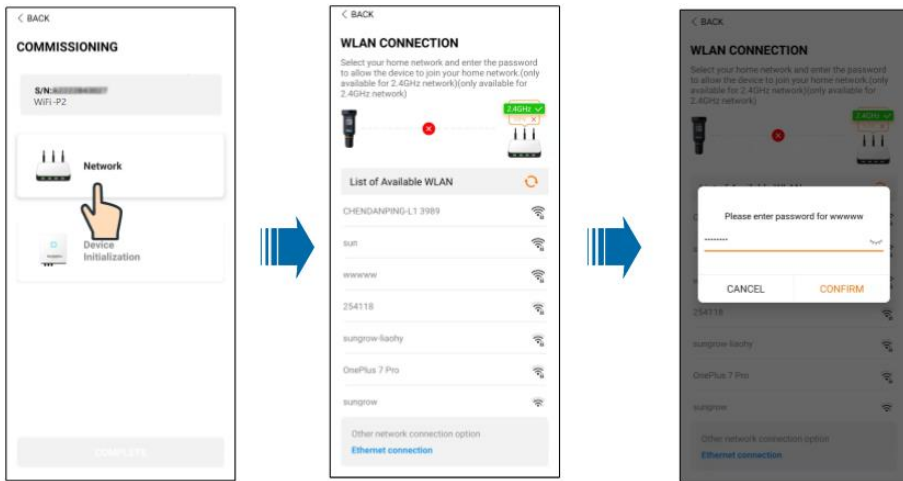 < BACK
COMMISSIONING
S/N:
WiFi-P2
Network
Device
Initialization
COMPLETE
< BACK
WLAN CONNECTION
Select your home network and enter the password
to allow the device to join your home network.(only
available for 2.4GHz network)(only available for
2.4GHz network)
2.4GHz
List of Available WLAN
CHENDANPING-L1 3989
sun
wwwww
254118
sungrow-liaohy
OnePlus 7 Pro
sungrow
Other network connection option
Ethernet connection
< BACK
WLAN CONNECTION
Select your home network and enter the password
to allow the device to join your home network.(only
available for 2.4GHz network)(only available for
2.4GHz network)
2.4GHz
List of Available WLAN
Please enter password for wwwww
········
CANCEL
CONFIRM
254118
sungrow-liaohy
OnePlus 7 Pro
sungrow
Other network connection option
Ethernet connection